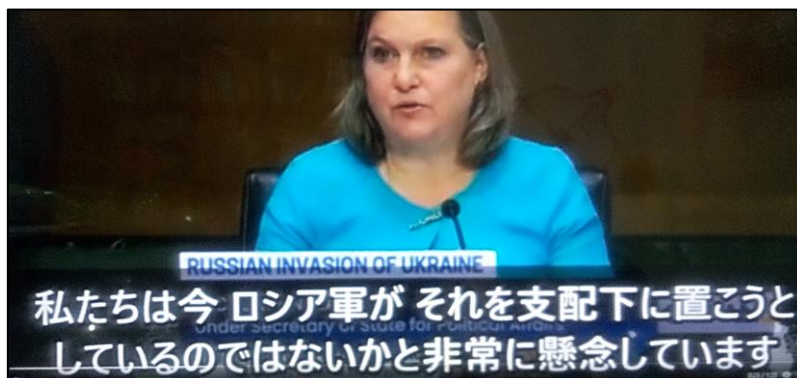 RUSSIAN INVASION OF UKRAINE
私たちは今 ロシア軍が それを支配下に置こうと
Under Secretary of State for Political Affairs
しているのではないかと非常に懸念しています